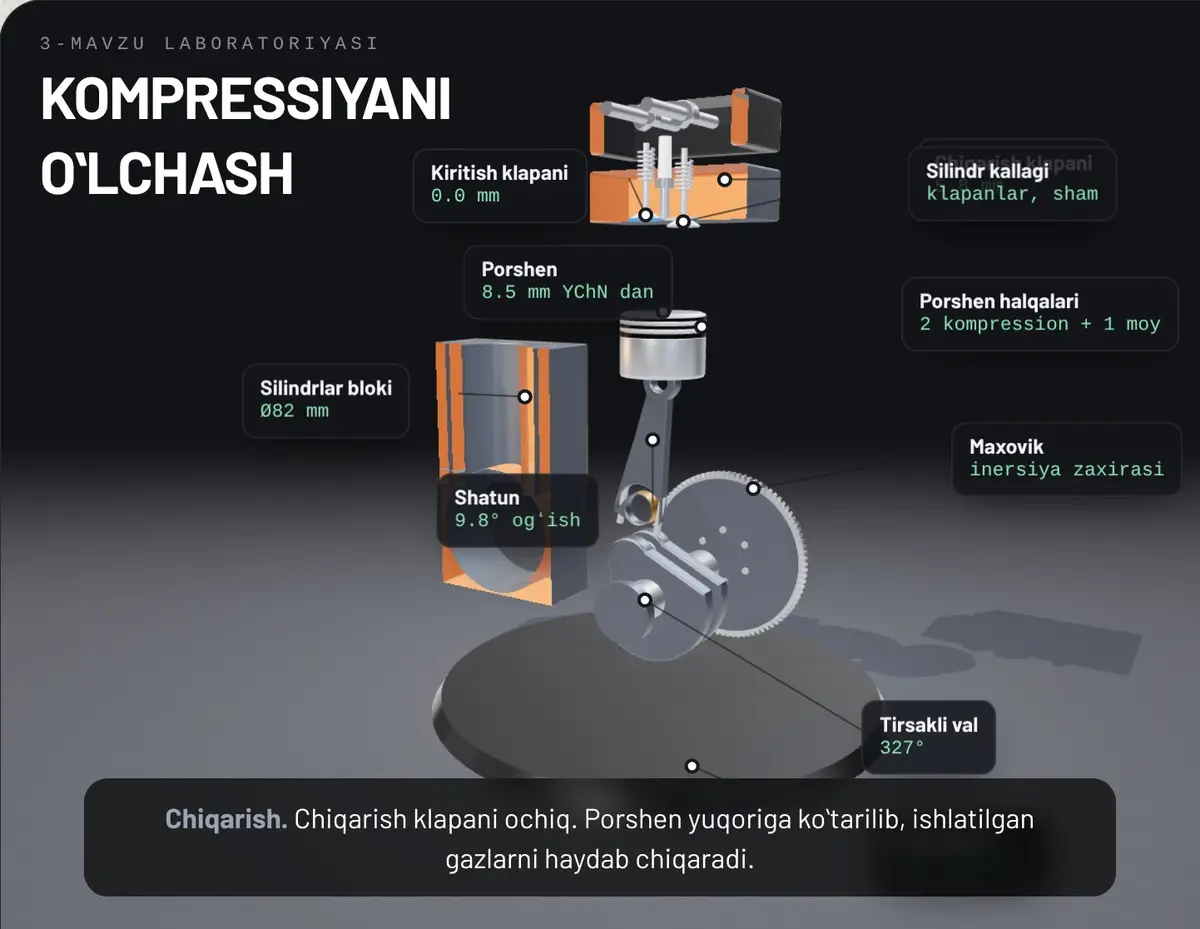 3-MAVZU LABORATORIYASI
KOMPRESSIYANI
O‘LCHASH
Kiritish klapani
0.0 mm
Chiqarish klapani
Silindr kallagi
klapanlar, sham
Porshen
8.5 mm YChN dan
Porshen halqalari
2 kompression + 1 moy
Silindrlar bloki
Ø82 mm
Maxovik
inersiya zaxirasi
Shatun
9.8° og‘ish
Tirsakli val
327°
Chiqarish. Chiqarish klapani ochiq. Porshen yuqoriga ko‘tarilib, ishlatilgan
gazlarni haydab chiqaradi.